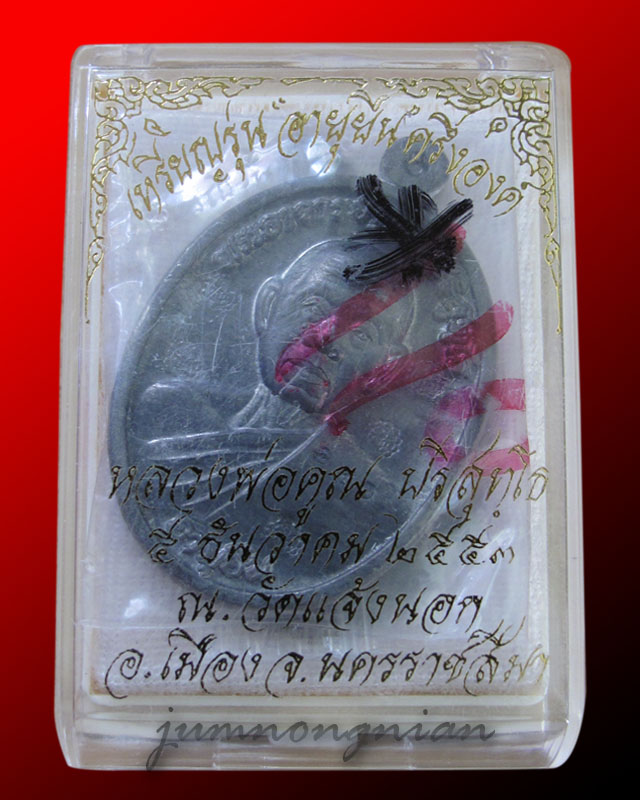 เหรียญรุ่น "อายุยืน" ครึ่งองค์
หลวงพ่อคูณ ปริสุทฺโธ
๕ ธันวาคม ๒๕๕๓
ณ. วัดแจ้งนอก
อ.เมือง จ.นครราชสีมา
jumnongnian